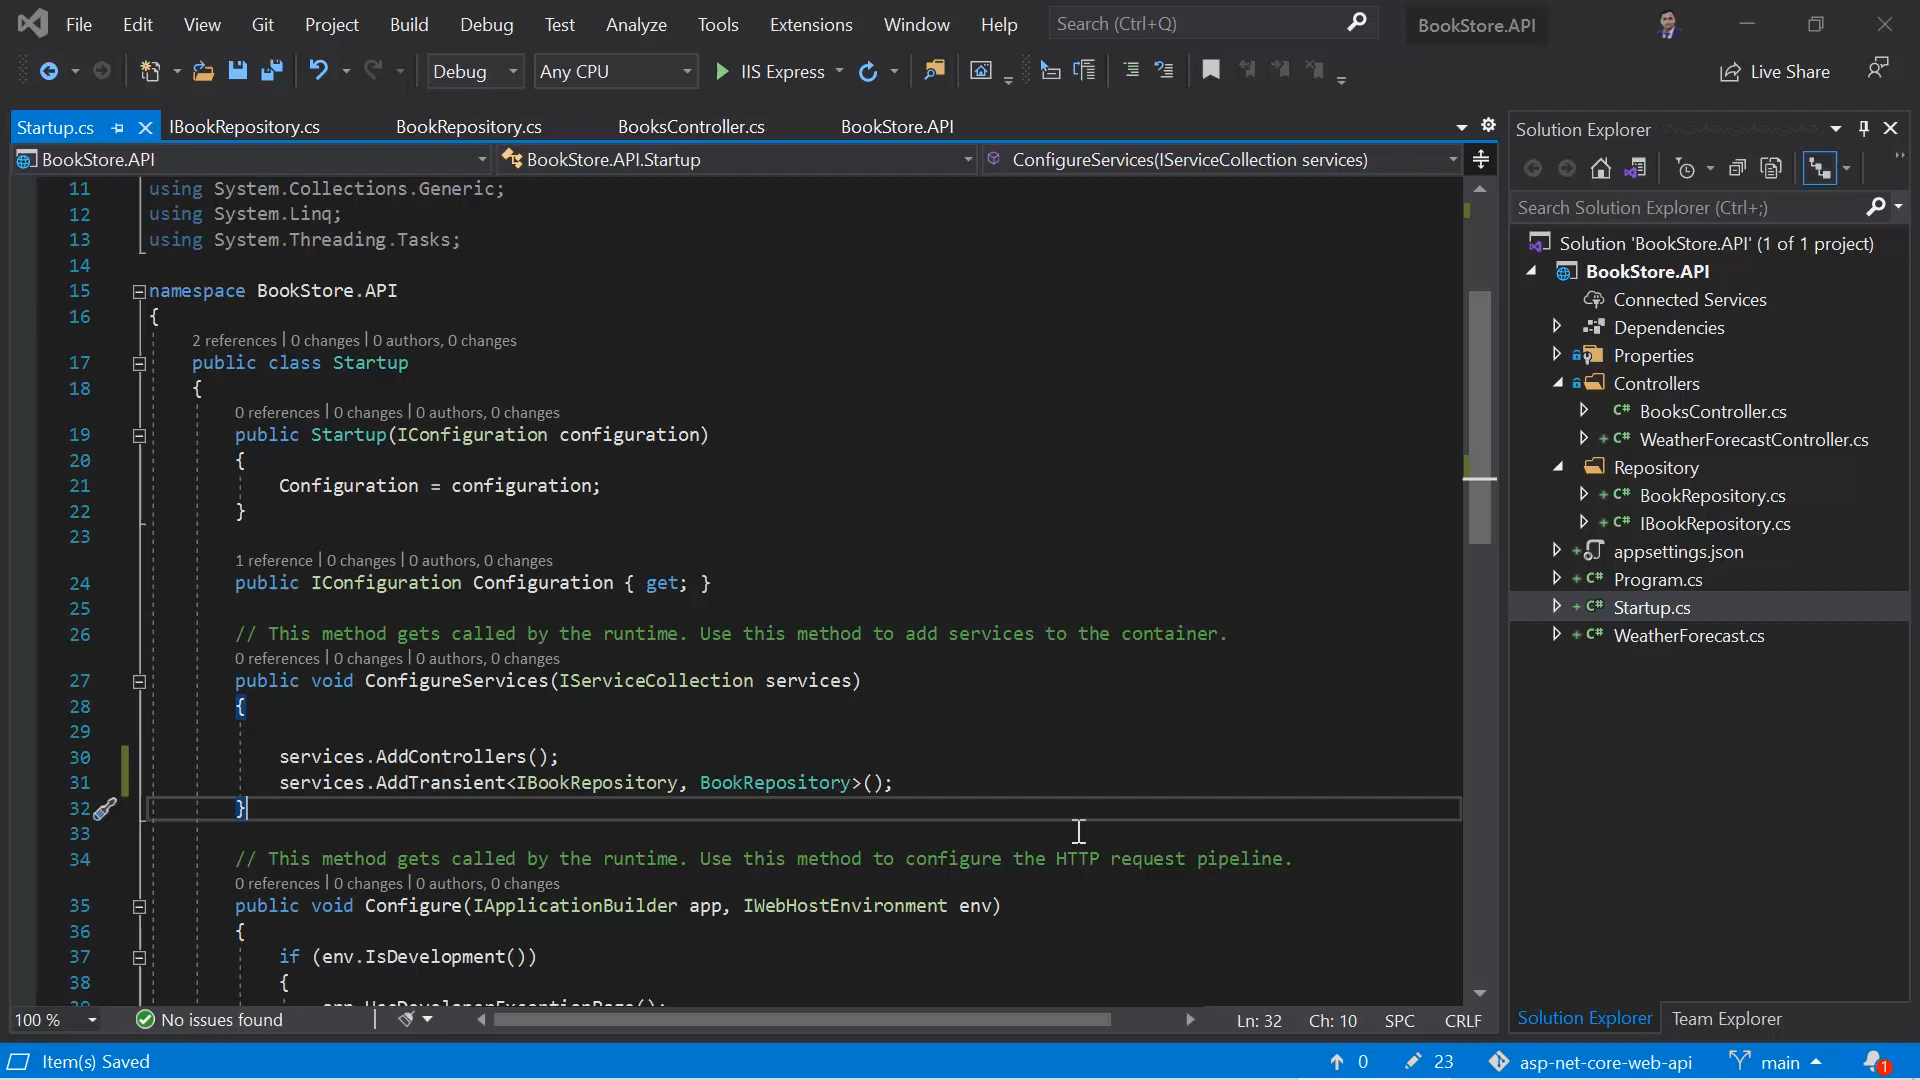 File Edit View Git Project Build Debug Test Analyze Tools Extensions Window Help Search (Ctrl+Q) BookStore.API
Debug Any CPU IIS Express Live Share
Startup.cs IBookRepository.cs BookRepository.cs BooksController.cs BookStore.API
BookStore.API BookStore.API.Startup ConfigureServices(IServiceCollection services)
11 using System.Collections.Generic;
12 using System.Linq;
13 using System.Threading.Tasks;
14
15 namespace BookStore.API
16 {
2 references | 0 changes | 0 authors, 0 changes
17 public class Startup
18 {
0 references | 0 changes | 0 authors, 0 changes
19 public Startup(IConfiguration configuration)
20 {
21 Configuration = configuration;
22 }
23
1 reference | 0 changes | 0 authors, 0 changes
24 public IConfiguration Configuration { get; }
25
26 // This method gets called by the runtime. Use this method to add services to the container.
0 references | 0 changes | 0 authors, 0 changes
27 public void ConfigureServices(IServiceCollection services)
28 {
29
30 services.AddControllers();
31 services.AddTransient<IBookRepository, BookRepository>();
32 }
33
34 // This method gets called by the runtime. Use this method to configure the HTTP request pipeline.
0 references | 0 changes | 0 authors, 0 changes
35 public void Configure(IApplicationBuilder app, IWebHostEnvironment env)
36 {
37 if (env.IsDevelopment())
38 {
100 % No issues found Ln: 32 Ch: 10 SPC CRLF
Solution Explorer
Search Solution Explorer (Ctrl+;)
Solution 'BookStore.API' (1 of 1 project)
BookStore.API
Connected Services
Dependencies
Properties
Controllers
BooksController.cs
WeatherForecastController.cs
Repository
BookRepository.cs
IBookRepository.cs
appsettings.json
Program.cs
Startup.cs
WeatherForecast.cs
Solution Explorer Team Explorer
Item(s) Saved 0 23 asp-net-core-web-api main 1